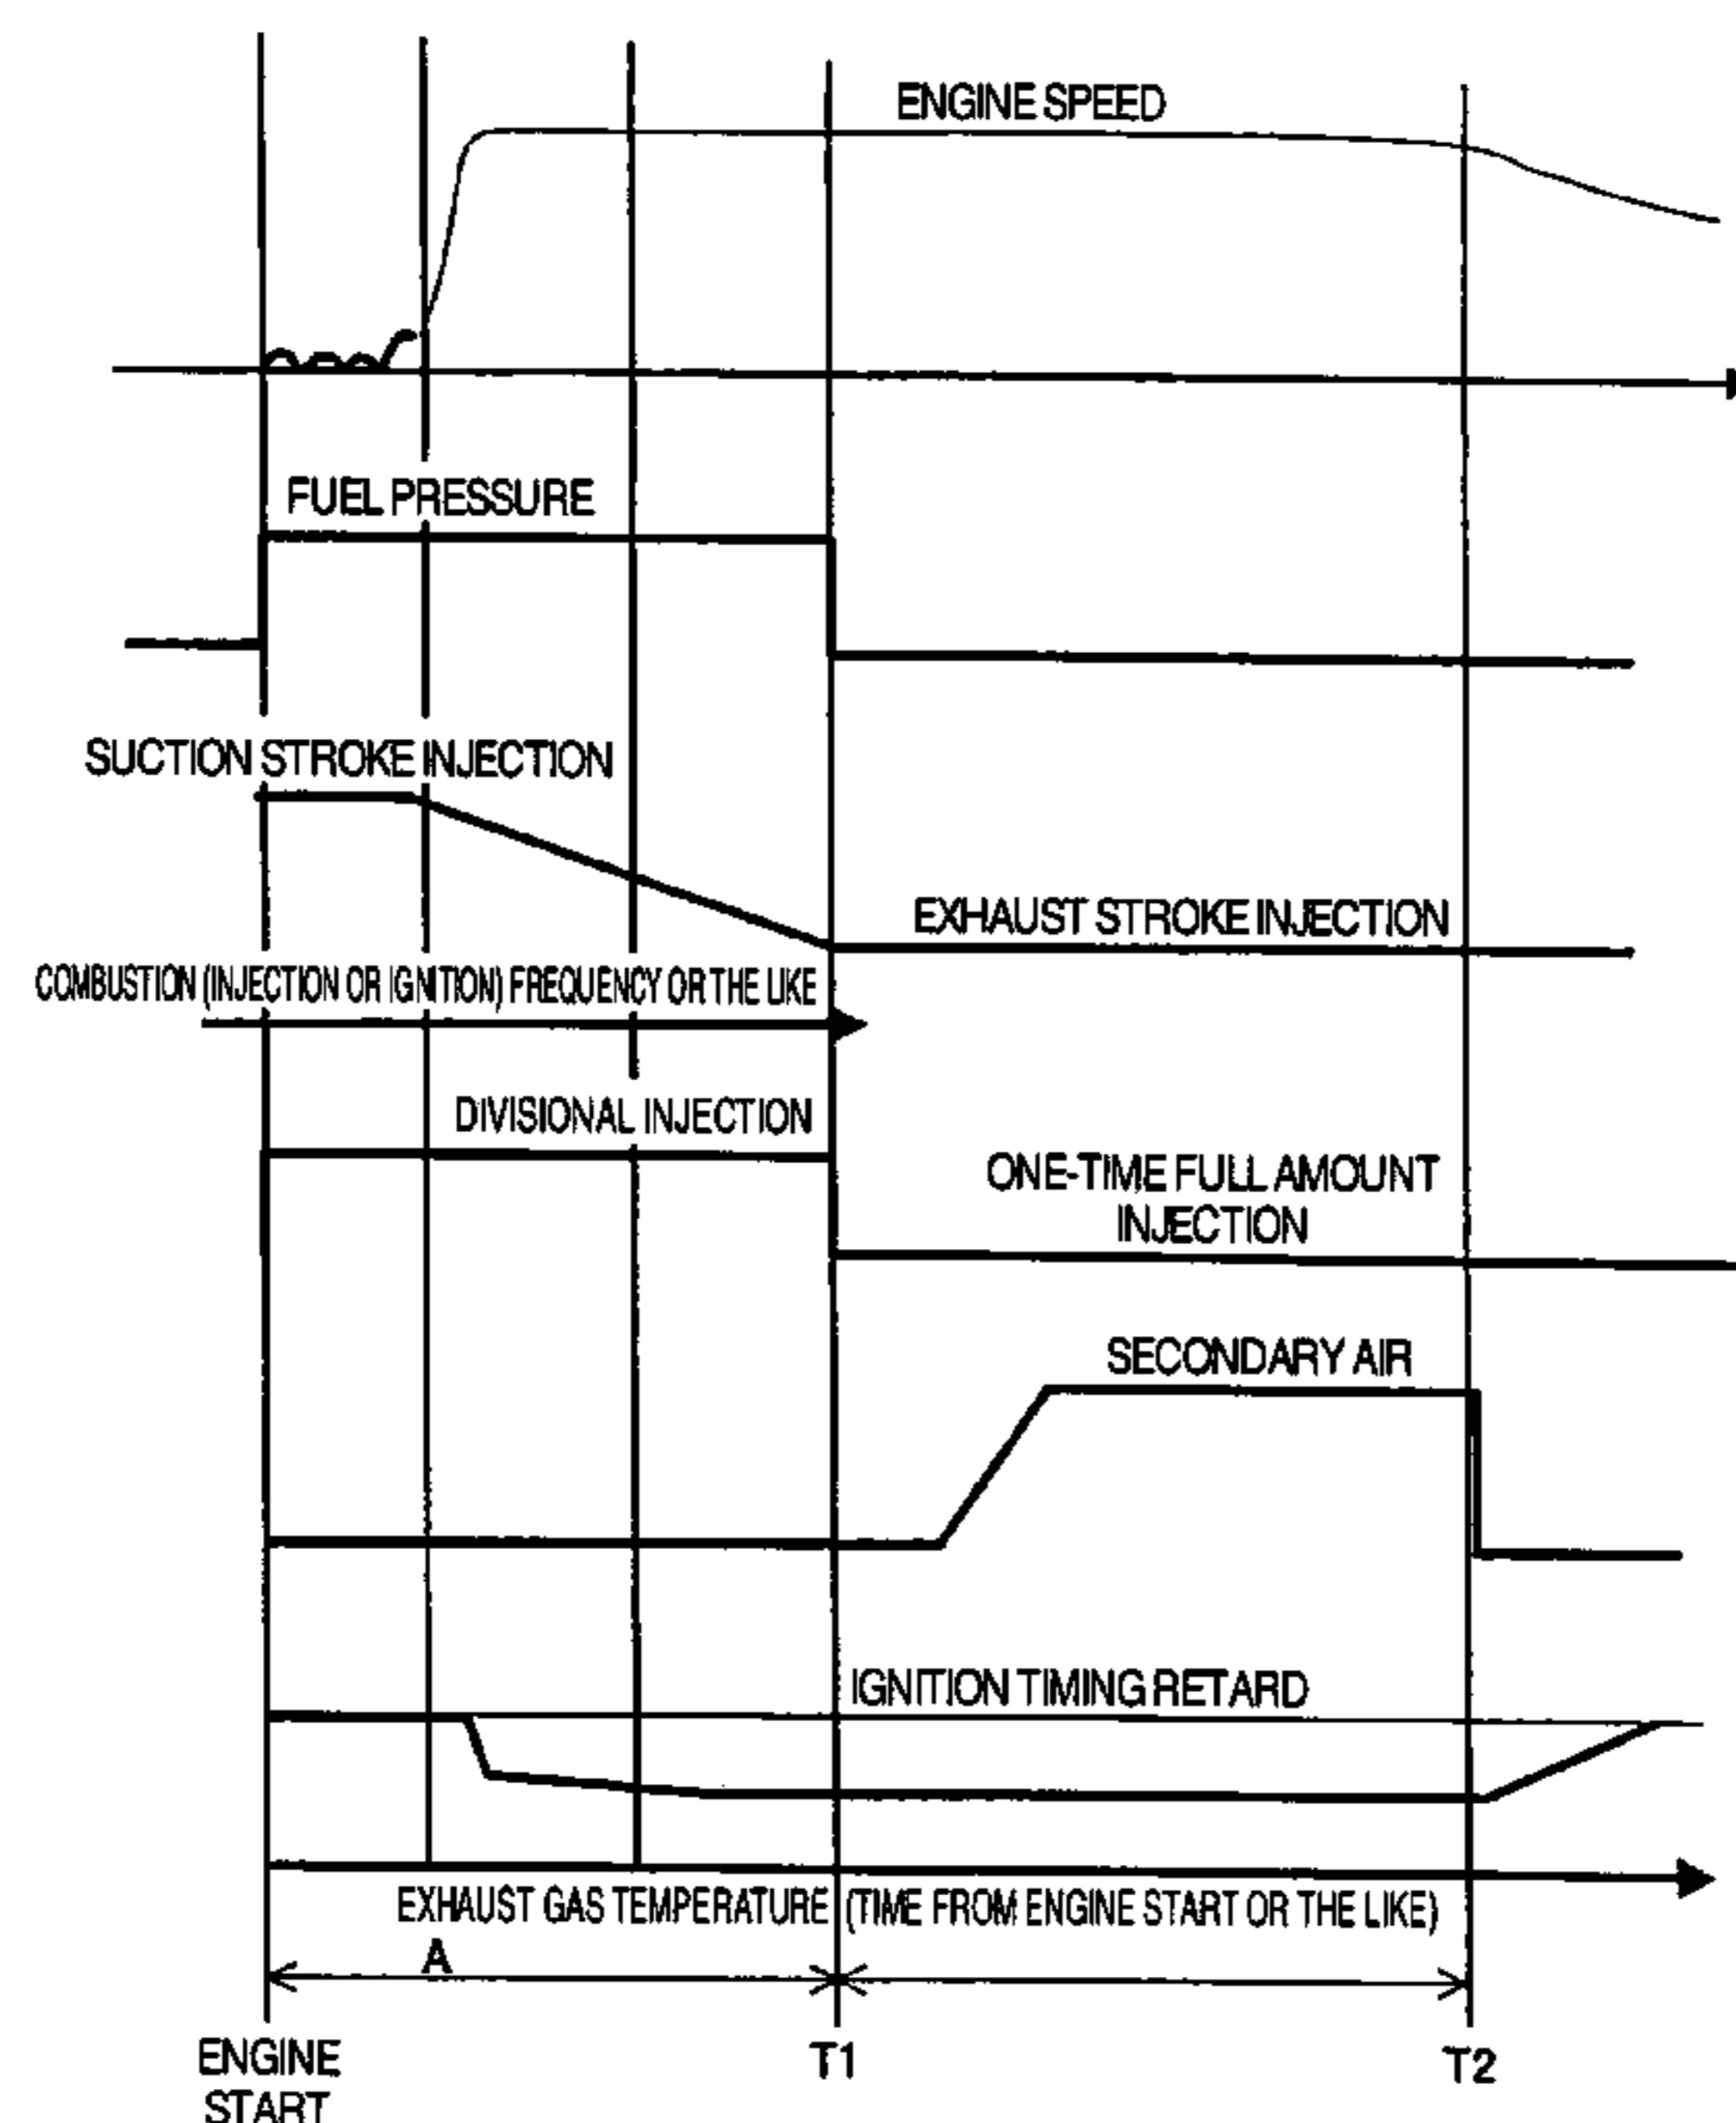 ENGINE SPEED
FUEL PRESSURE
SUCTION STROKE INJECTION
EXHAUST STROKE INJECTION
COMBUSTION (INJECTION OR IGNITION) FREQUENCY OR THE LIKE
DIVISIONAL INJECTION
ONE-TIME FULL AMOUNT
INJECTION
SECONDARY AIR
IGNITION TIMING RETARD
EXHAUST GAS TEMPERATURE (TIME FROM ENGINE START OR THE LIKE)
A
ENGINE
START
T1
T2